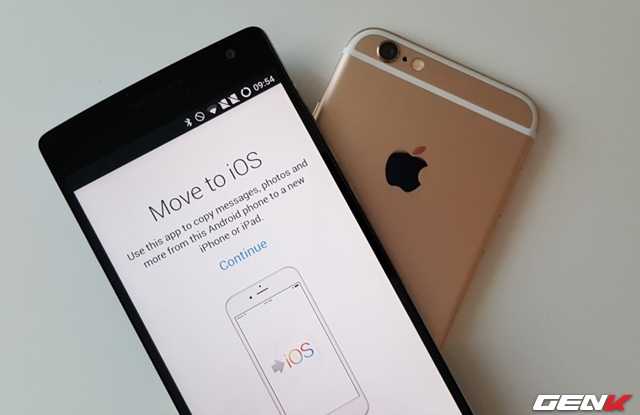 09:54
Move to iOS
Use this app to copy messages, photos and
more from this Android phone to a new
iPhone or iPad.
Continue
iOS
GENK